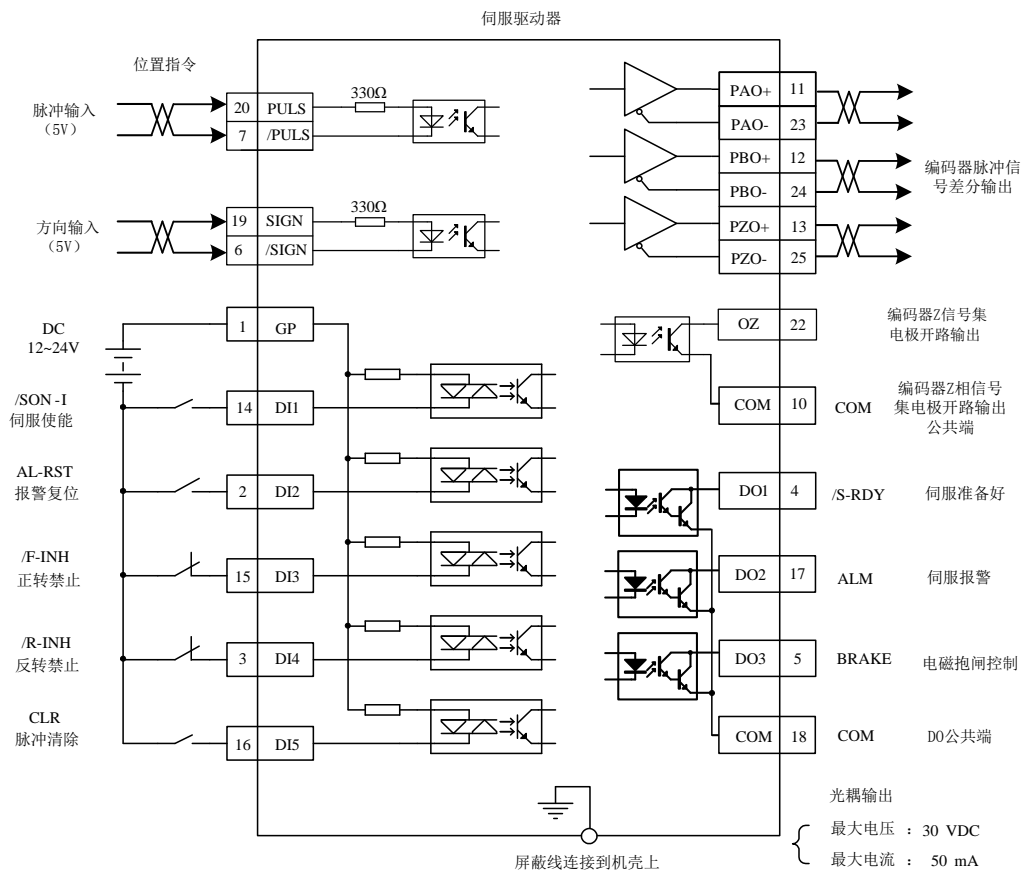 伺服驱动器
位置指令
脉冲输入
（5V）
20 PULS
7 /PULS
330Ω
方向输入
（5V）
19 SIGN
6 /SIGN
330Ω
DC
12~24V
1 GP
/SON-I
伺服使能
14 DI1
AL-RST
报警复位
2 DI2
/F-INH
正转禁止
15 DI3
/R-INH
反转禁止
3 DI4
CLR
脉冲清除
16 DI5
PAO+ 11
PAO- 23
PBO+ 12
PBO- 24
PZO+ 13
PZO- 25
编码器脉冲信
号差分输出
OZ 22
编码器Z信号集
电极开路输出
COM 10 COM
编码器Z相信号
集电极开路输出
公共端
DO1 4 /S-RDY 伺服准备好
DO2 17 ALM 伺服报警
DO3 5 BRAKE 电磁抱闸控制
COM 18 COM DO公共端
光耦输出
最大电压 ：30 VDC
最大电流 ： 50 mA
屏蔽线连接到机壳上